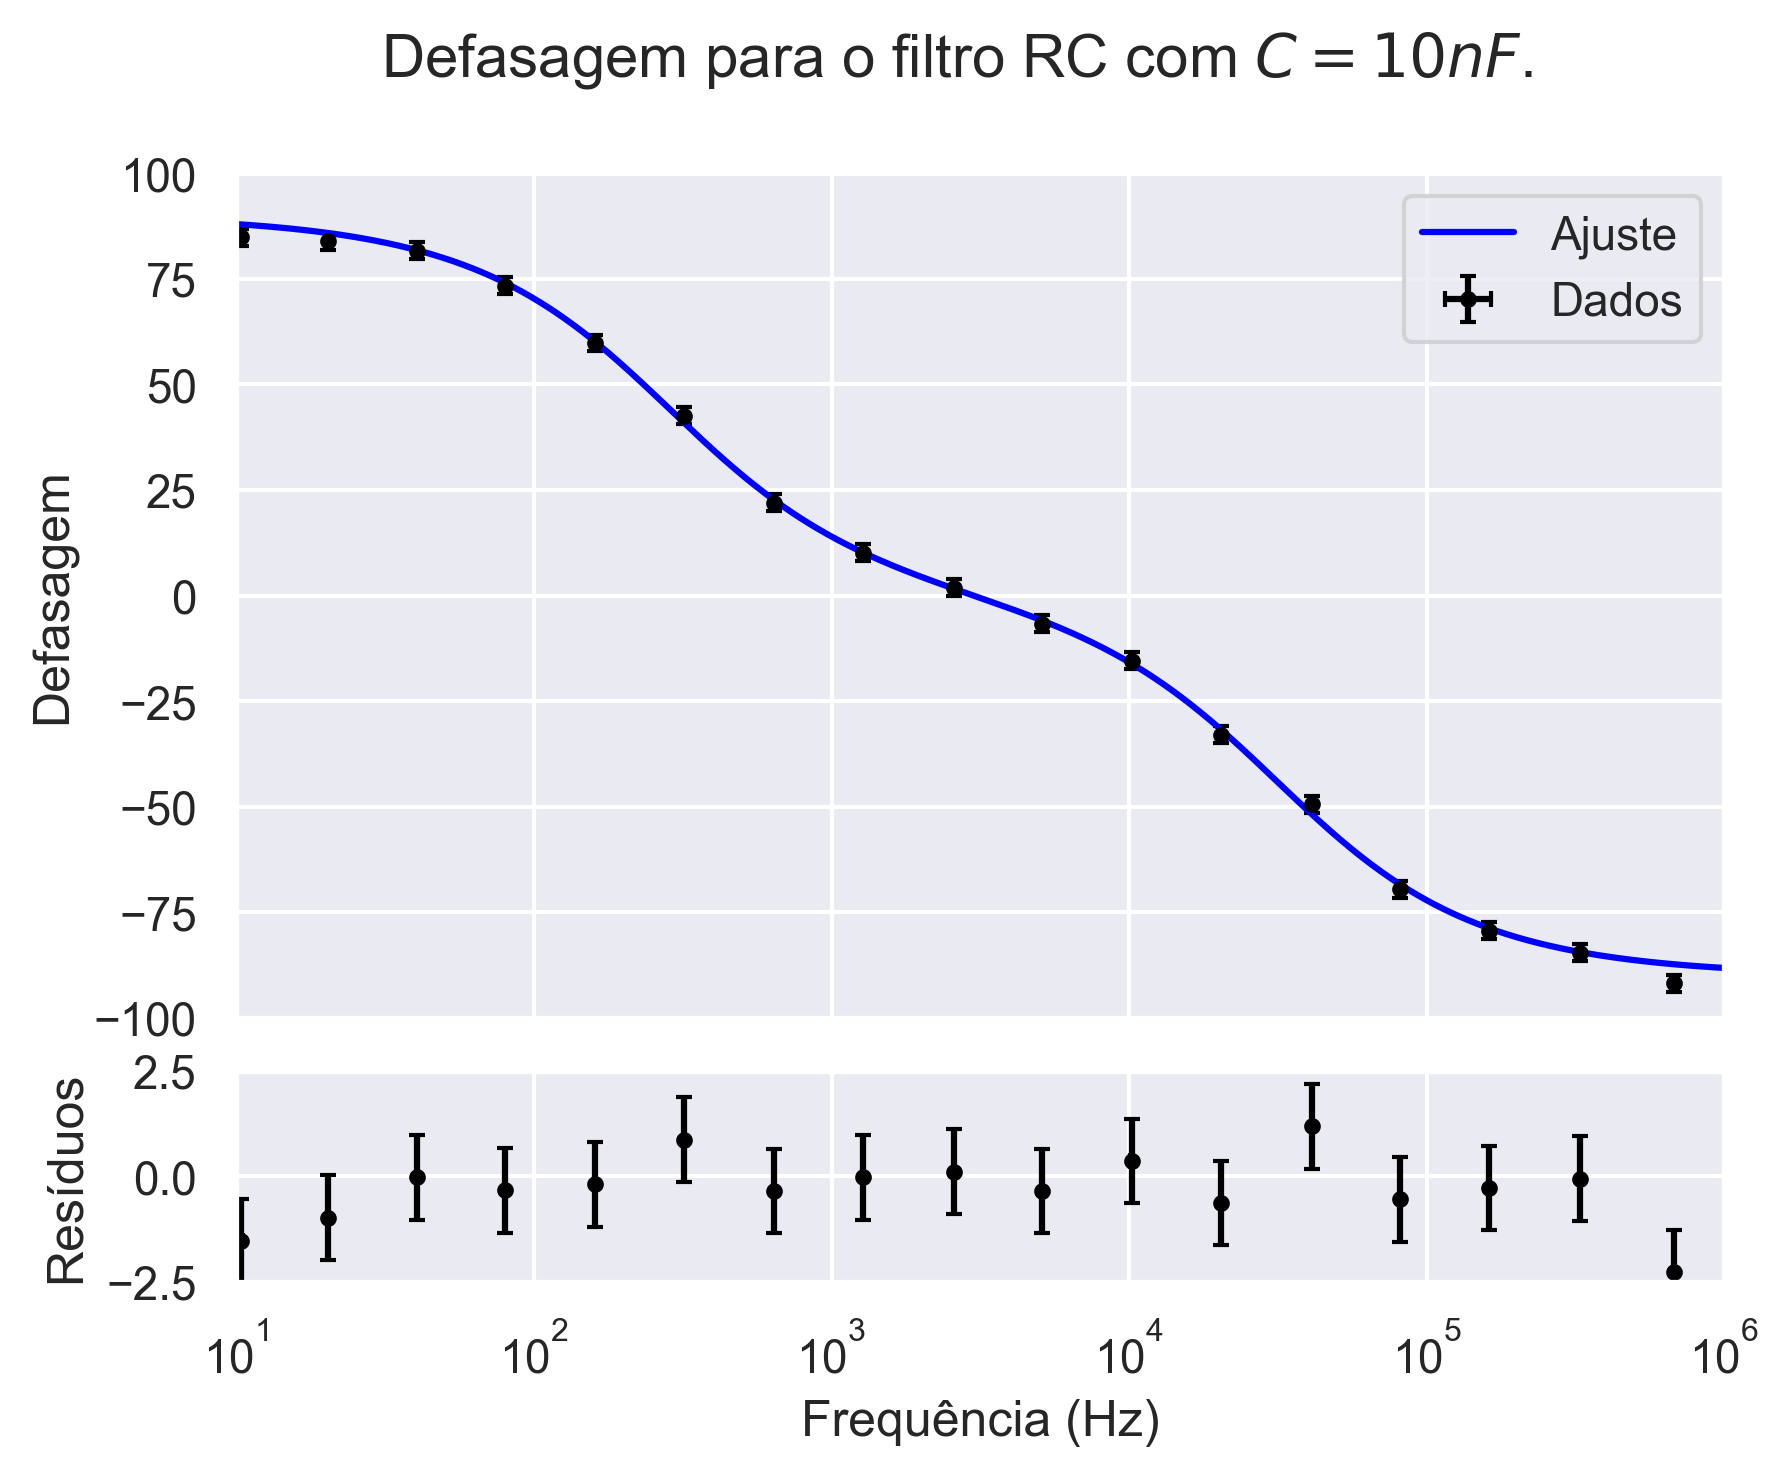 Defasagem para o filtro RC com C = 10nF.
100
75
50
25
0
−25
−50
−75
−100
Defasagem
Ajuste
Dados
2.5
0.0
−2.5
Resíduos
10^1 10^2 10^3 10^4 10^5 10^6
Frequência (Hz)